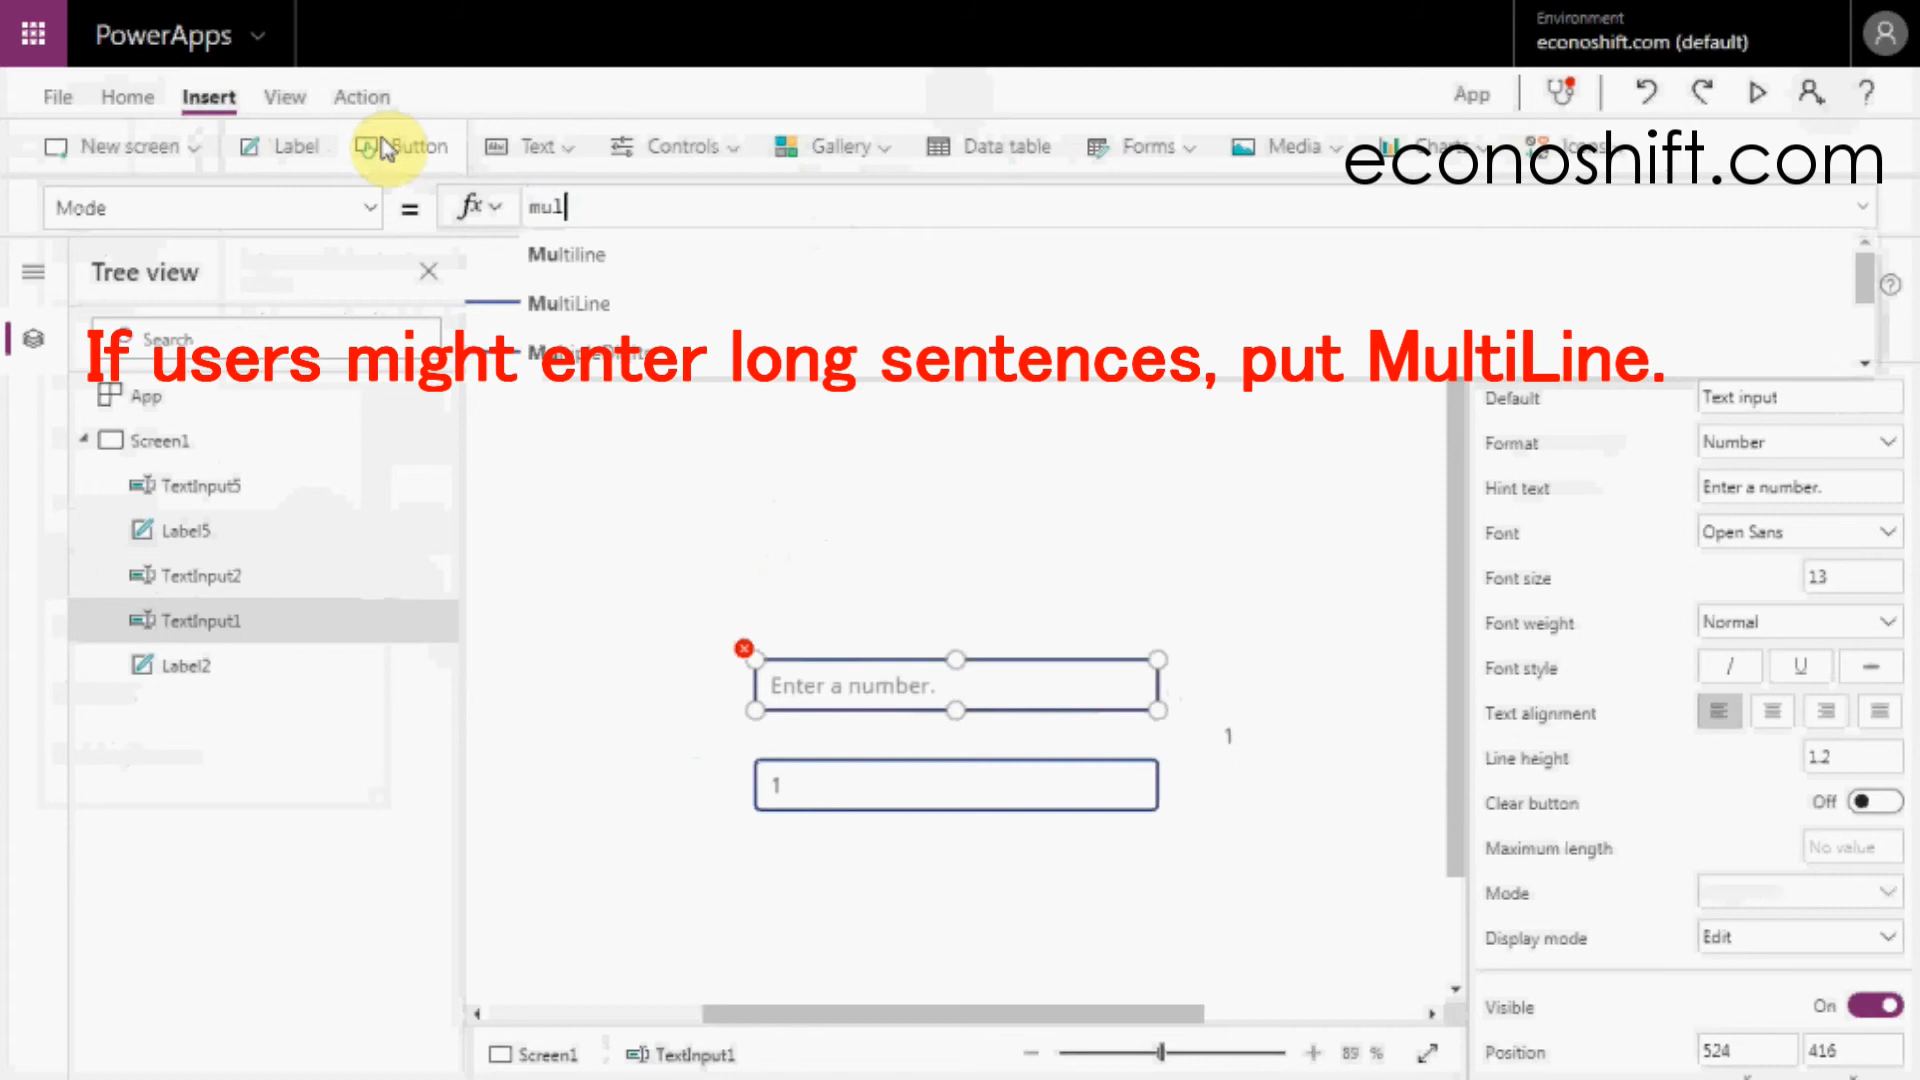 PowerApps
Environment
econoshift.com (default)
File Home Insert View Action
App
New screen Label Button Text Controls Gallery Data table Forms Media Charts Icons
econoshift.com
Mode = fx mul
Multiline
MultiLine
Tree view
Search
If users might enter long sentences, put MultiLine.
App
Screen1
TextInput5
Label5
TextInput2
TextInput1
Label2
Enter a number.
1
1
Default Text input
Format Number
Hint text Enter a number.
Font Open Sans
Font size 13
Font weight Normal
Font style / U
Text alignment
Line height 1.2
Clear button Off
Maximum length No value
Mode
Display mode Edit
Visible On
Position 524 416
Screen1 TextInput1
89 %